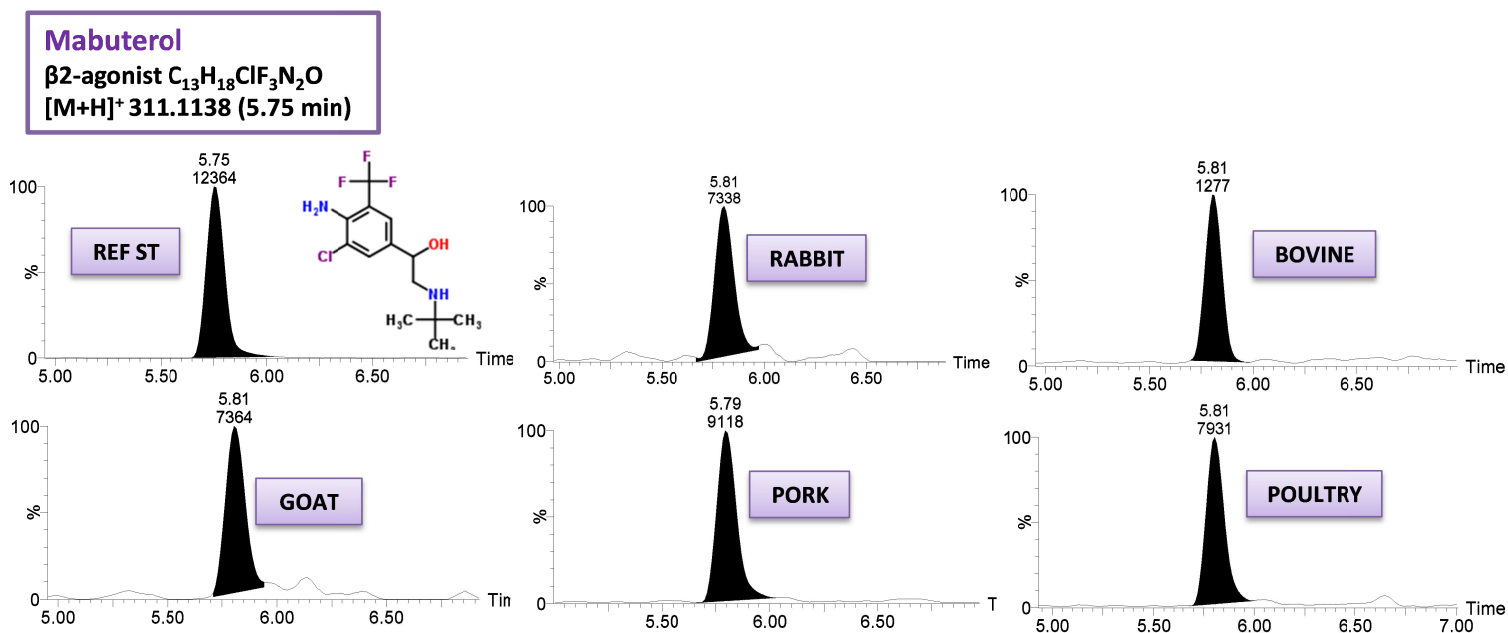 Mabuterol
β2-agonist C₁₃H₁₈ClF₃N₂O
[M+H]⁺ 311.1138 (5.75 min)
5.75
12364
100
%
0
REF ST
F
F
F
H₂N
Cl
OH
NH
H₃C
CH₃
CH
5.00
5.50
6.00
6.50
Time
5.81
7338
100
%
0
RABBIT
5.00
5.50
6.00
6.50
Time
5.81
1277
100
%
0
BOVINE
5.00
5.50
6.00
6.50
Time
5.81
7364
100
%
0
GOAT
5.00
5.50
6.00
6.50
Tin
5.79
9118
100
%
0
PORK
5.50
6.00
6.50
T
5.81
7931
100
%
0
POULTRY
5.00
5.50
6.00
6.50
7.00